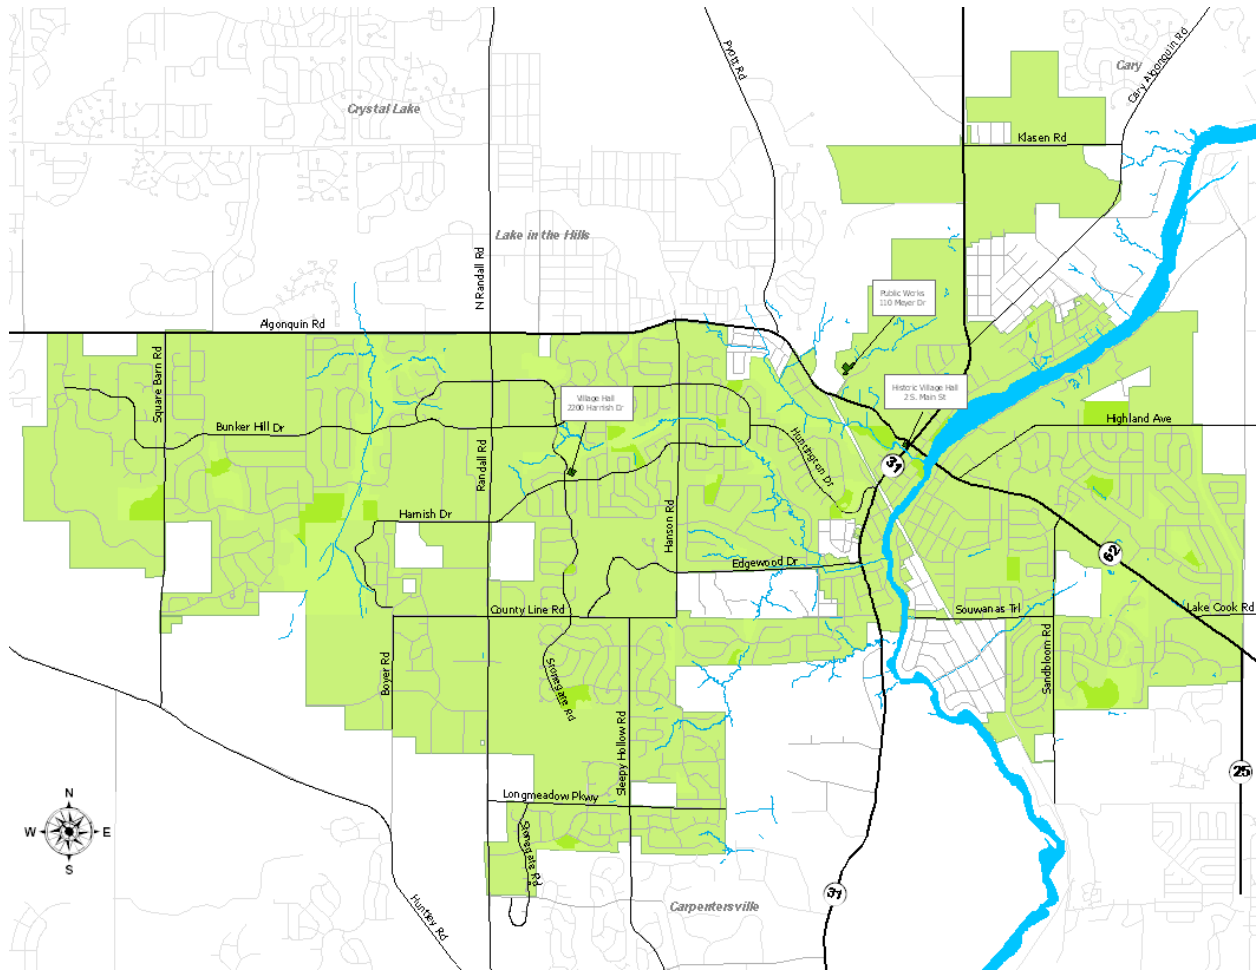 Pyott Rd
Cary Algonquin Rd
Cary
Crystal Lake
Klasen Rd
Lake in the Hills
N Randall Rd
Public Works
110 Meyer Dr
Algonquin Rd
Square Barn Rd
Village Hall
2200 Harnish Dr
Historic Village Hall
2 S. Main St
Bunker Hill Dr
Highland Ave
Huntington Dr
Randall Rd
31
Harnish Dr
Hanson Rd
Edgewood Dr
62
County Line Rd
Souwanas Trl
Lake Cook Rd
Boyer Rd
Stonegate Rd
Sandbloom Rd
Sleepy Hollow Rd
25
Longmeadow Pkwy
N
W
E
S
Stonegate Rd
31
Huntley Rd
Carpentersville